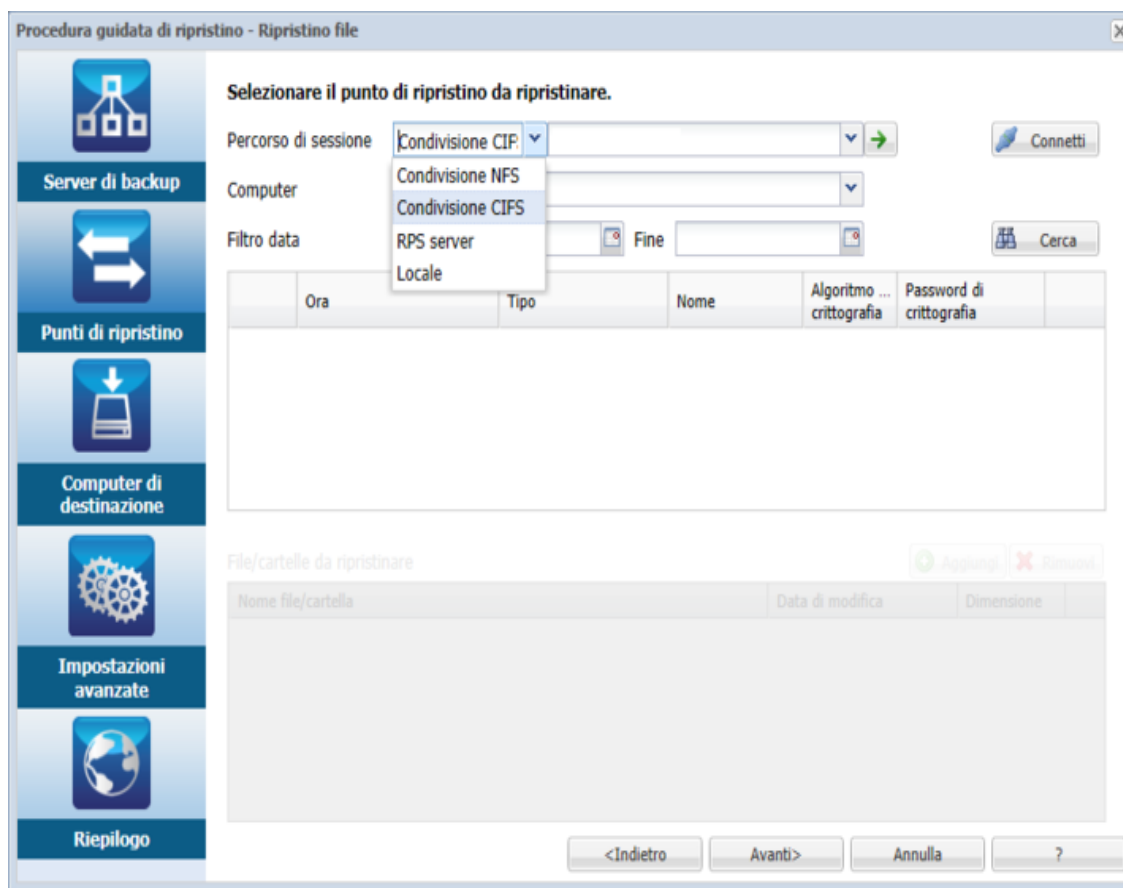 Procedura guidata di ripristino - Ripristino file
Server di backup
Punti di ripristino
Computer di
destinazione
Impostazioni
avanzate
Riepilogo
Selezionare il punto di ripristino da ripristinare.
Percorso di sessione
Condivisione CIF
Connetti
Condivisione NFS
Condivisione CIFS
RPS server
Locale
Computer
Filtro data
Fine
Cerca
Ora
Tipo
Nome
Algoritmo ...
crittografia
Password di
crittografia
File/cartelle da ripristinare
Aggiungi
Rimuovi
Nome file/cartella
Data di modifica
Dimensione
<Indietro
Avanti>
Annulla
?